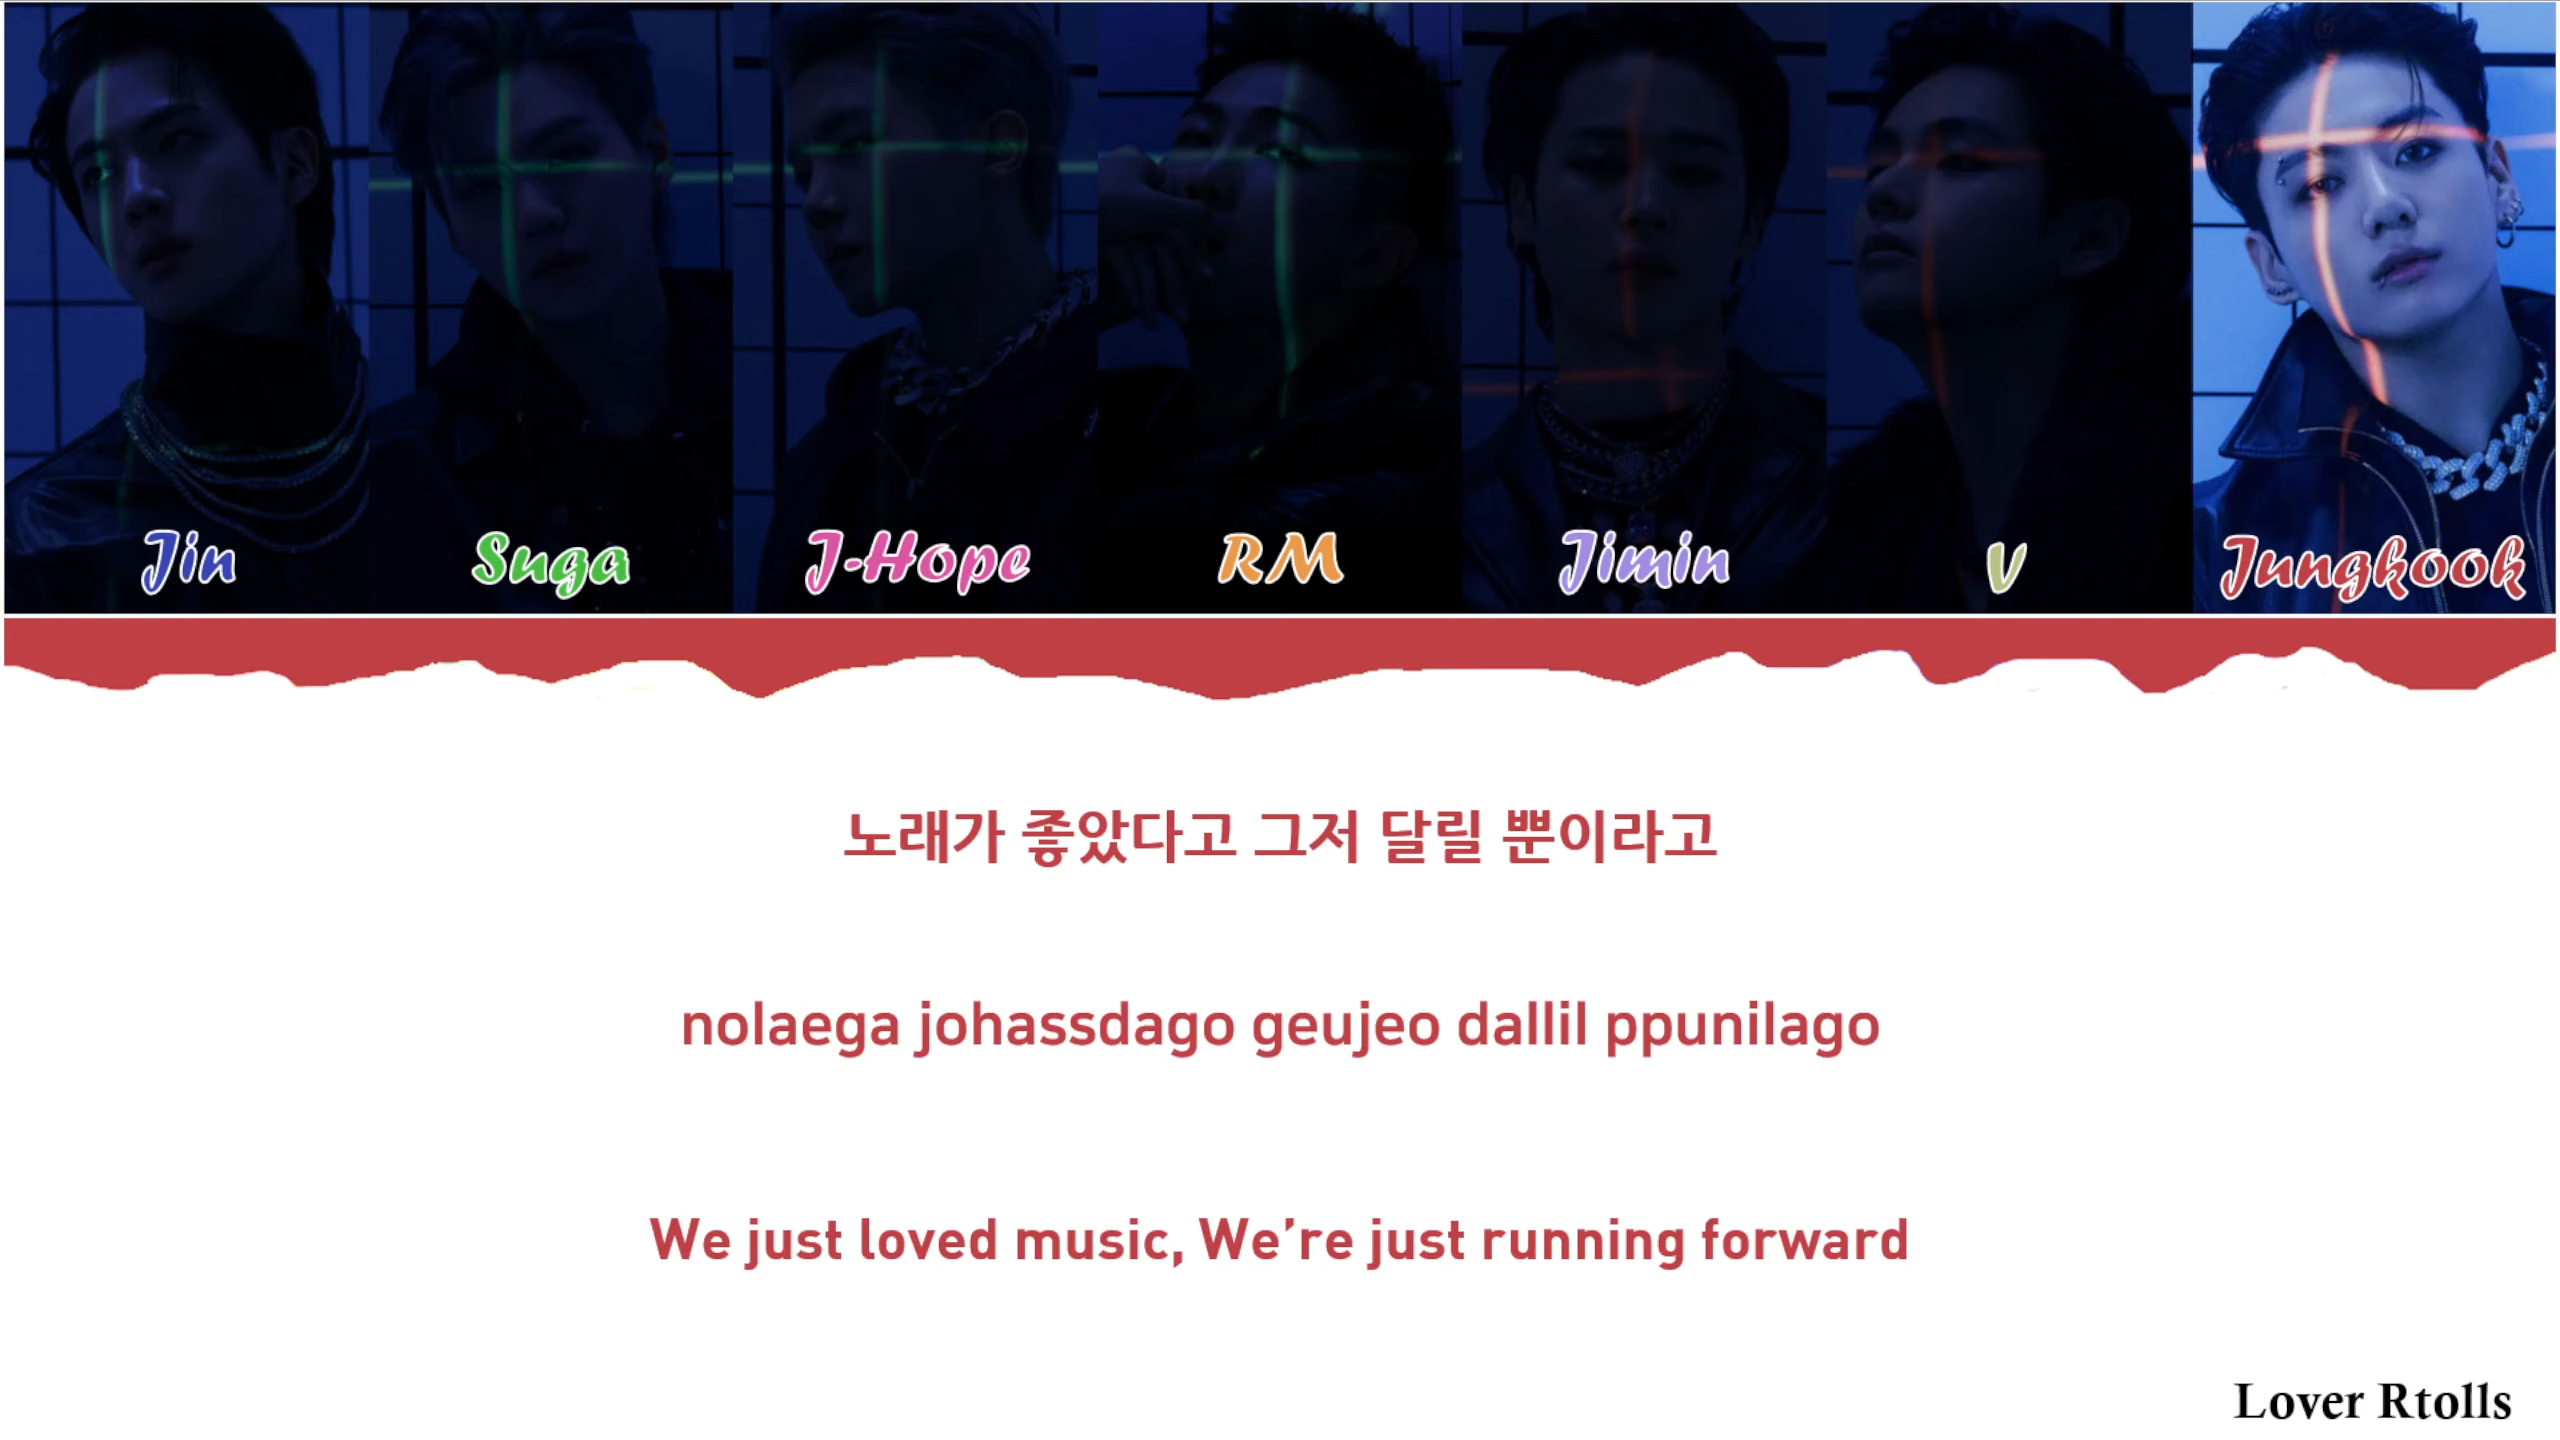 Jin Suga J-Hope RM Jimin V Jungkook
노래가 좋았다고 그저 달릴 뿐이라고
nolaega johassdago geujeo dallil ppunilago
We just loved music, We’re just running forward
Lover Rtolls